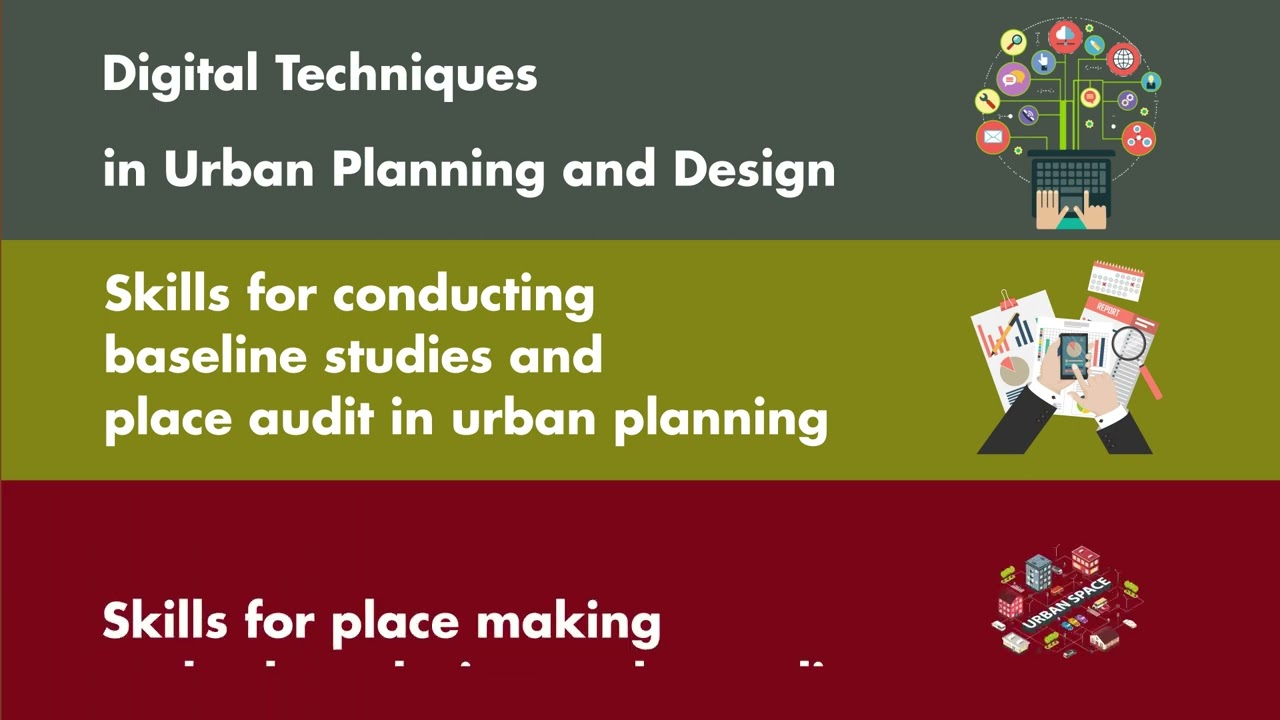 Digital Techniques
in Urban Planning and Design
Skills for conducting
baseline studies and
place audit in urban planning
REPORT
Skills for place making
URBAN SPACE